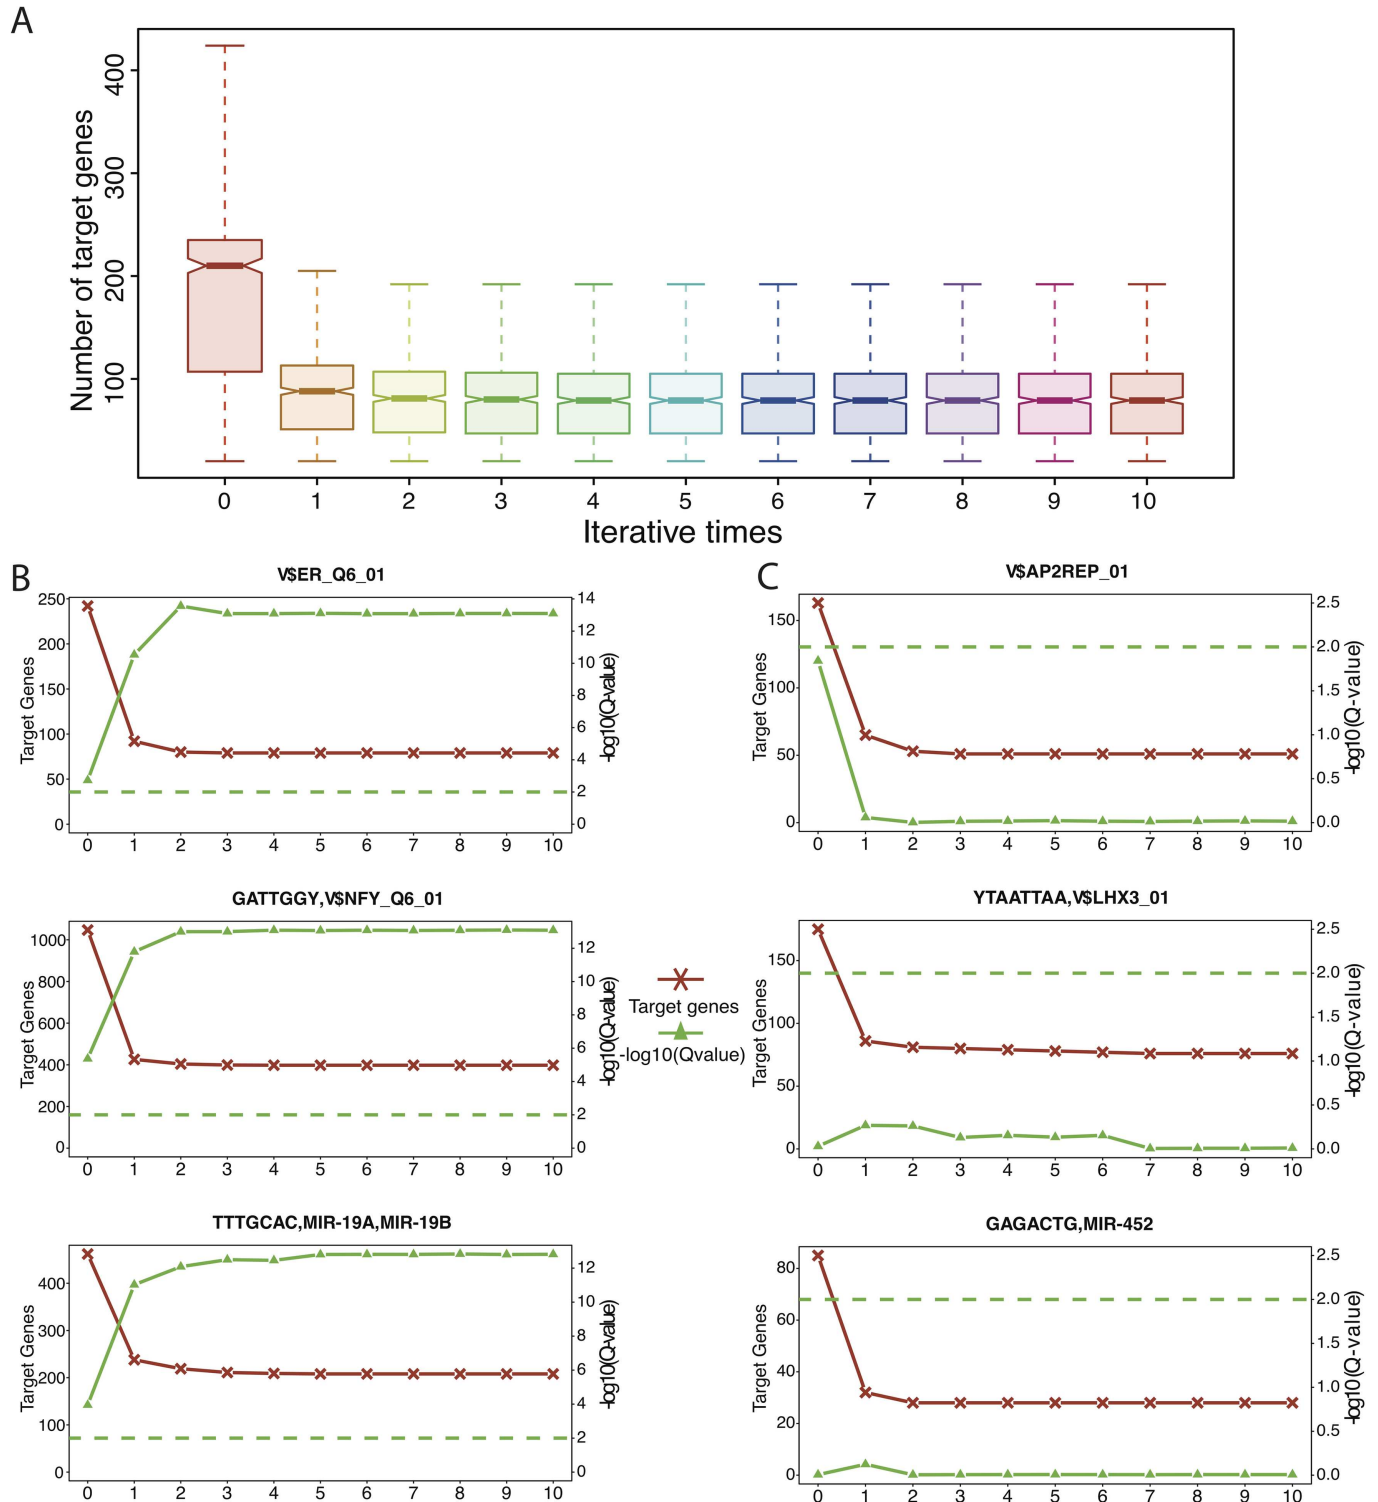 A
Number of target genes
400
300
200
100
0 1 2 3 4 5 6 7 8 9 10
Iterative times
B
V$ER_Q6_01
Target Genes
250
200
150
100
50
0
14
12
10
8
6
4
2
0
-log10(Q-value)
0 1 2 3 4 5 6 7 8 9 10
GATTGGY,V$NFY_Q6_01
Target Genes
1000
800
600
400
200
0
12
10
8
6
4
2
0
-log10(Q-value)
0 1 2 3 4 5 6 7 8 9 10
TTTGCAC,MIR-19A,MIR-19B
Target Genes
400
300
200
100
0
12
10
8
6
4
2
0
-log10(Q-value)
0 1 2 3 4 5 6 7 8 9 10
Target genes
-log10(Qvalue)
C
V$AP2REP_01
Target Genes
150
100
50
0
2.5
2.0
1.5
1.0
0.5
0.0
-log10(Q-value)
0 1 2 3 4 5 6 7 8 9 10
YTAATTAA,V$LHX3_01
Target Genes
150
100
50
0
2.5
2.0
1.5
1.0
0.5
0.0
-log10(Q-value)
0 1 2 3 4 5 6 7 8 9 10
GAGACTG,MIR-452
Target Genes
80
60
40
20
0
2.5
2.0
1.5
1.0
0.5
0.0
-log10(Q-value)
0 1 2 3 4 5 6 7 8 9 10